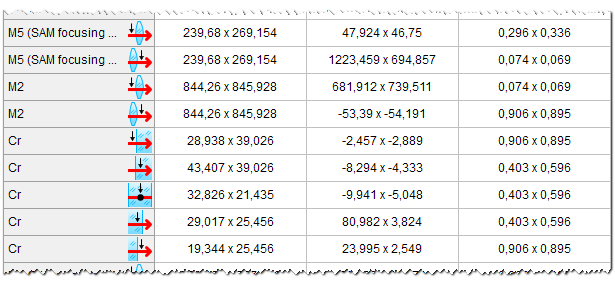 M5 (SAM focusing ... 239,68 x 269,154 47,924 x 46,75 0,296 x 0,336
M5 (SAM focusing ... 239,68 x 269,154 1223,459 x 694,857 0,074 x 0,069
M2 844,26 x 845,928 681,912 x 739,511 0,074 x 0,069
M2 844,26 x 845,928 -53,39 x -54,191 0,906 x 0,895
Cr 28,938 x 39,026 -2,457 x -2,889 0,906 x 0,895
Cr 43,407 x 39,026 -8,294 x -4,333 0,403 x 0,596
Cr 32,826 x 21,435 -9,941 x -5,048 0,403 x 0,596
Cr 29,017 x 25,456 80,982 x 3,824 0,403 x 0,596
Cr 19,344 x 25,456 23,995 x 2,549 0,906 x 0,895